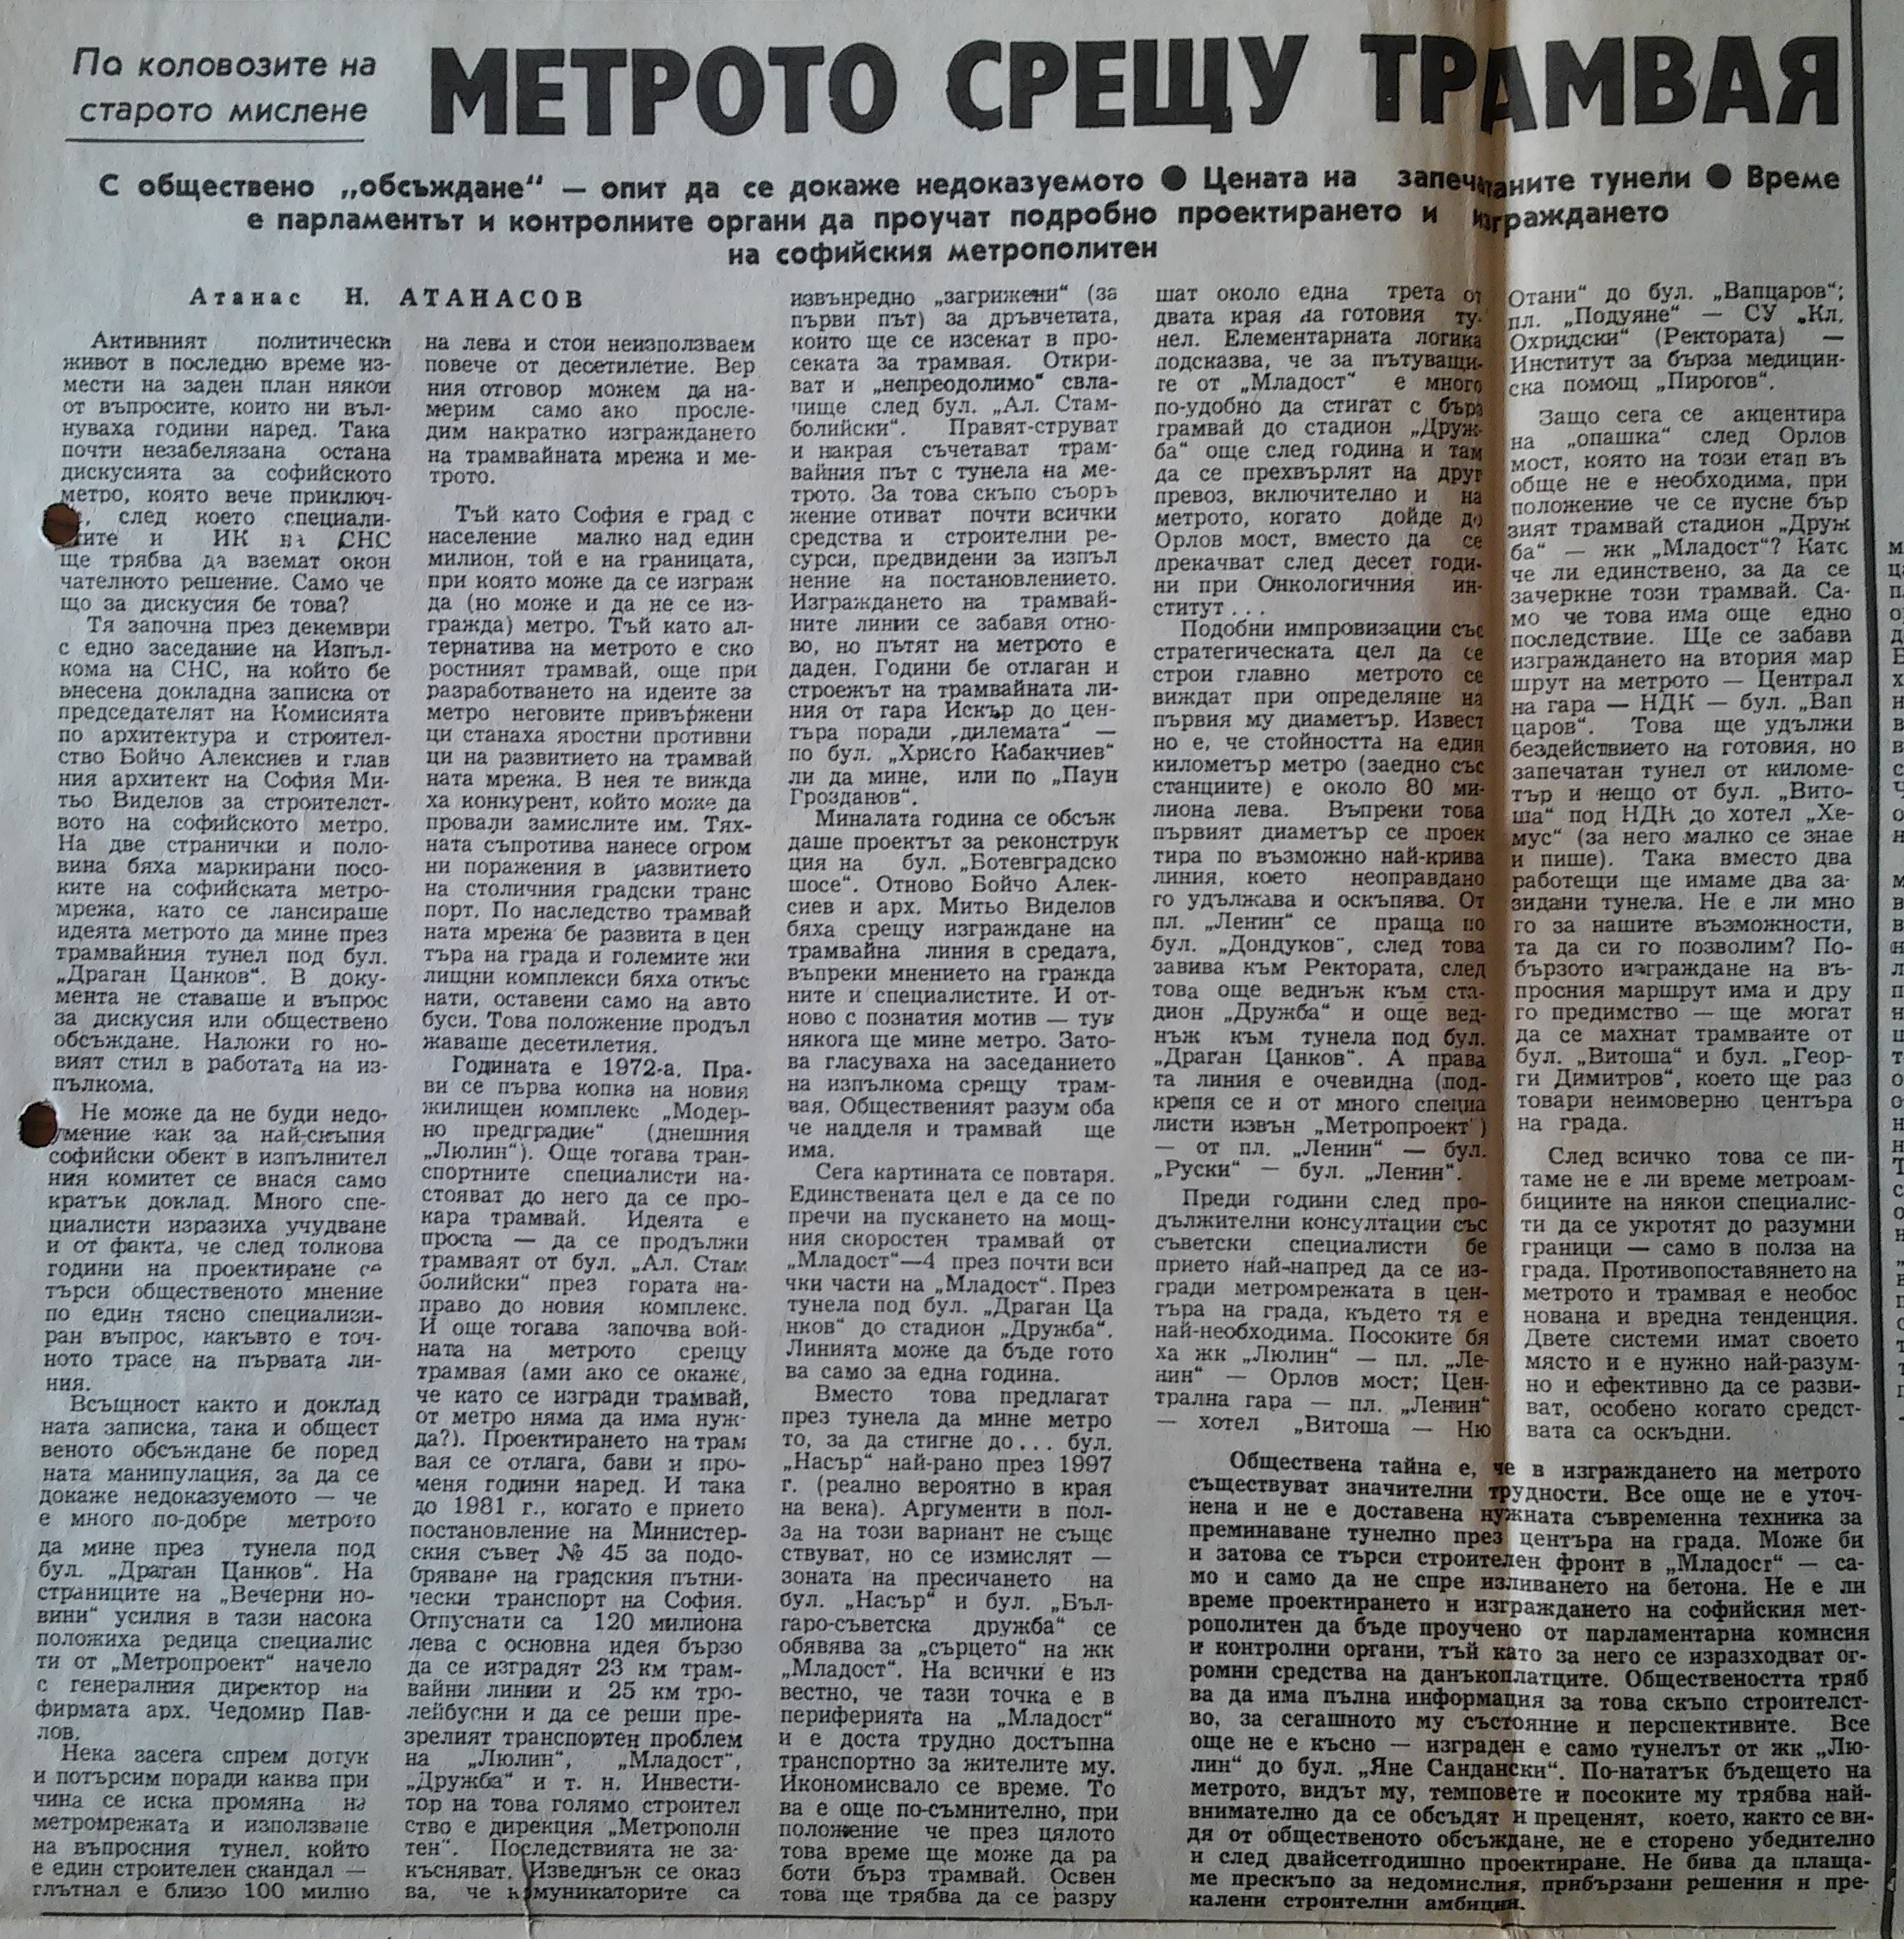 По коловозите на
старото мислене
МЕТРОТО СРЕЩУ ТРАМВАЯ
С обществено „обсъждане“ — опит да се докаже недоказуемото ● Цената на запечатаните тунели ● Време
е парламентът и контролните органи да проучат подробно проектирането и изграждането
на софийския метрополитен
Атанас Н. АТАНАСОВ
Активният политически
живот в последно време из-
мести на заден план някои
от въпросите, които ни въл-
нуваха години наред. Така
почти незабелязана остана
дискусията за софийското
метро, която вече приключ-
след което специали-
ите и ИК на СНС
ще трябва да вземат окон
чателното решение. Само че
що за дискусия бе това?
Тя започна през декември
с едно заседание на Изпъл-
кома на СНС, на който бе
внесена докладна записка от
председателят на Комисията
по архитектура и строител-
ство Бойчо Алексиев и глав
ния архитект на София Ми-
тьо Виделов за строителст-
вото на софийското метро.
На две странички и поло-
вина бяха маркирани посо-
ките на софийската метро-
мрежа, като се лансираше
идеята метрото да мине през
трамвайния тунел под бул.
„Драган Цанков“. В доку-
мента не ставаше и въпрос
за дискусия или обществено
обсъждане. Наложи го но-
вият стил в работата на из-
пълкома.
Не може да не буди недо-
умение как за най-скъпия
софийски обект в изпълнител
ния комитет се внася само
кратък доклад. Много спе-
циалисти изразиха учудване
и от факта, че след толкова
години на проектиране се
търси общественото мнение
по един тясно специализи-
ран въпрос, какъвто е точ-
ното трасе на първата ли-
ния.
Всъщност както и доклад
ната записка, така и общест
веното обсъждане бе поред
ната манипулация, за да се
докаже недоказуемото — че
е много по-добре метрото
да мине през тунела под
бул. „Драган Цанков“. На
страниците на „Вечерни но-
вини“ усилия в тази насока
положиха редица специалис
ти от „Метропроект“ начело
с генералния директор на
фирмата арх. Чедомир Пав-
лов.
Нека засега спрем дотук
и потърсим поради каква при
чина се иска промяна на
метромрежата и използване
на въпросния тунел, който
е един строителен скандал —
глътнал е близо 100 милио
на лева и стои неизползваем
повече от десетилетие. Вер
ния отговор можем да на-
мерим само ако просле-
дим накратко изграждането
на трамвайната мрежа и ме-
трото.
Тъй като София е град с
население малко над един
милион, той е на границата,
при която може да се изграж
да (но може и да не се из-
гражда) метро. Тъй като ал-
тернатива на метрото е ско
ростният трамвай, още при
разработването на идеите за
метро неговите привържени
ци станаха яростни противни
ци на развитието на трамвай
ната мрежа. В нея те вижда
ха конкурент, който може да
провали замислите им. Тях-
ната съпротива нанесе огром
ни поражения в развитието
на столичния градски транс
порт. По наследство трамвай
ната мрежа бе развита в цен
търа на града и големите жи
лищни комплекси бяха откъс
нати, оставени само на авто
буси. Това положение продъл
жаваше десетилетия.
Годината е 1972-а. Пра-
ви се първа копка на новия
жилищен комплекс „Модер-
но предградие“ (днешния
„Люлин“). Още тогава тран-
спортните специалисти на-
стояват до него да се про-
кара трамвай. Идеята е
проста — да се продължи
трамваят от бул. „Ал. Стам
болийски“ през гората на-
право до новия комплекс.
И още тогава започва вой-
ната на метрото срещу
трамвая (ами ако се окаже,
че като се изгради трамвай,
от метро няма да има нуж-
да?). Проектирането на трам
вая се отлага, бави и про-
меня години наред. И така
до 1981 г., когато е прието
постановление на Министер-
ския съвет № 45 за подо-
бряване на градския пътни-
чески транспорт на София.
Отпуснати са 120 милиона
лева с основна идея бързо
да се изградят 23 км трам-
вайни линии и 25 км тро-
лейбусни и да се реши пре-
зрелият транспортен проблем
на „Люлин“, „Младост“,
„Дружба“ и т. н. Инвести-
тор на това голямо строител
ство е дирекция „Метрополи
тен“. Последствията не за-
късняват. Изведнъж се оказ
ва, че комуникаторите са
извънредно „загрижени“ (за
първи път) за дръвчетата,
които ще се изсекат в про-
секата за трамвая. Откри-
ват и „непреодолимо“ свла-
чище след бул. „Ал. Стам-
болийски“. Правят-струват
и накрая съчетават трам-
вайния път с тунела на ме-
трото. За това скъпо съоръ
жение отиват почти всички
средства и строителни ре-
сурси, предвидени за изпъл
нение на постановлението.
Изграждането на трамвай-
ните линии се забавя отно-
во, но пътят на метрото е
даден. Години бе отлаган и
строежът на трамвайната ли-
ния от гара Искър до цен-
търа поради „дилемата“ —
по бул. „Христо Кабакчиев“
ли да мине, или по „Паун
Грозданов“.
Миналата година се обсъж
даше проектът за реконструк
ция на бул. „Ботевградско
шосе“. Отново Бойчо Алек-
сиев и арх. Митьо Виделов
бяха срещу изграждане на
трамвайна линия в средата,
въпреки мнението на гражда
ните и специалистите. И от-
ново с познатия мотив — тук
някога ще мине метро. Зато-
ва гласуваха на заседанието
на изпълкома срещу трам-
вая. Общественият разум оба
че надделя и трамвай ще
има.
Сега картината се повтаря.
Единствената цел е да се по
пречи на пускането на мощ-
ния скоростен трамвай от
„Младост“—4 през почти вси
чки части на „Младост“. През
тунела под бул. „Драган Ца
нков“ до стадион „Дружба“.
Линията може да бъде гото
ва само за една година.
Вместо това предлагат
през тунела да мине метро
то, за да стигне до... бул.
„Насър“ най-рано през 1997
г. (реално вероятно в края
на века). Аргументи в пол-
за на този вариант не съще
ствуват, но се измислят —
зоната на пресичането на
бул. „Насър“ и бул. „Бъл-
гаро-съветска дружба“ се
обявява за „сърцето“ на жк
„Младост“. На всички е из
вестно, че тази точка е в
периферията на „Младост“
и е доста трудно достъпна
транспортно за жителите му.
Икономисвало се време. То
ва е още по-съмнително, при
положение че през цялото
това време ще може да ра
боти бърз трамвай. Освен
това ще трябва да се разру
шат около една трета от
двата края на готовия ту-
нел. Елементарната логика
подсказва, че за пътуващи-
те от „Младост“ е много
по-удобно да стигат с бърз
трамвай до стадион „Друж-
ба“ още след година и там
да се прехвърлят на друг
превоз, включително и на
метрото, когато дойде до
Орлов мост, вместо да се
прекачват след десет годи-
ни при Онкологичния ин-
ститут...
Подобни импровизации със
стратегическата цел да се
строи главно метрото се
виждат при определяне на
първия му диаметър. Извест
но е, че стойността на един
километър метро (заедно със
станциите) е около 80 ми-
лиона лева. Въпреки това
първият диаметър се проек
тира по възможно най-крива
линия, което неоправдано
го удължава и оскъпява. От
пл. „Ленин“ се праща по
бул. „Дондуков“, след това
завива към Ректората, след
това още веднъж към ста-
дион „Дружба“ и още вед-
нъж към тунела под бул.
„Драган Цанков“. А права
та линия е очевидна (под-
крепя се и от много специа
листи извън „Метропроект“)
— от пл. „Ленин“ — бул.
„Руски“ — бул. „Ленин“.
Преди години след про-
дължителни консултации със
съветски специалисти бе
прието най-напред да се из-
гради метромрежата в цен-
търа на града, където тя е
най-необходима. Посоките бя
ха жк „Люлин“ — пл. „Ле-
нин“ — Орлов мост; Цен-
трална гара — пл. „Ленин“
— хотел „Витоша — Ню
Отани“ до бул. „Вапцаров“;
пл. „Подуяне“ — СУ „Кл.
Охридски“ (Ректората) —
Институт за бърза медицин-
ска помощ „Пирогов“.
Защо сега се акцентира
на „опашка“ след Орлов
мост, която на този етап въ
обще не е необходима, при
положение че се пусне бър
зият трамвай стадион „Друж
ба“ — жк „Младост“? Като
че ли единствено, за да се
зачеркне този трамвай. Са-
мо че това има още едно
последствие. Ще се забави
изграждането на втория мар
шрут на метрото — Централ
на гара — НДК — бул. „Вап
царов“. Това ще удължи
бездействието на готовия, но
запечатан тунел от киломе-
тър и нещо от бул. „Вито-
ша“ под НДК до хотел „Хе-
мус“ (за него малко се знае
и пише). Така вместо два
работещи ще имаме два за-
зидани тунела. Не е ли мно
го за нашите възможности,
та да си го позволим? По-
бързото изграждане на въ-
просния маршрут има и дру
го предимство — ще могат
да се махнат трамваите от
бул. „Витоша“ и бул. „Геор-
ги Димитров“, което ще раз
товари неимоверно центъра
на града.
След всичко това се пи-
таме не е ли време метроам-
бициите на някои специалис-
ти да се укротят до разумни
граници — само в полза на
града. Противопоставянето на
метрото и трамвая е необос
нована и вредна тенденция.
Двете системи имат своето
място и е нужно най-разум-
но и ефективно да се разви-
ват, особено когато средст-
вата са оскъдни.
Обществена тайна е, че в изграждането на метрото
съществуват значителни трудности. Все още не е уточ-
нена и не е доставена нужната съвременна техника за
преминаване тунелно през центъра на града. Може би
и затова се търси строителен фронт в „Младост“ — са-
мо и само да не спре изливането на бетона. Не е ли
време проектирането и изграждането на софийския мет-
рополитен да бъде проучено от парламентарна комисия
и контролни органи, тъй като за него се изразходват ог-
ромни средства на данъкоплатците. Обществеността тряб
ва да има пълна информация за това скъпо строителст-
во, за сегашното му състояние и перспективите. Все
още не е късно — изграден е само тунелът от жк „Лю-
лин“ до бул. „Яне Сандански“. По-нататък бъдещето на
метрото, видът му, темповете и посоките му трябва най-
внимателно да се обсъдят и преценят, което, както се ви-
дя от общественото обсъждане, не е сторено убедително
и след двайсетгодишно проектиране. Не бива да плаща-
ме прескъпо за недомислия, прибързани решения и пре-
калени строителни амбиции.